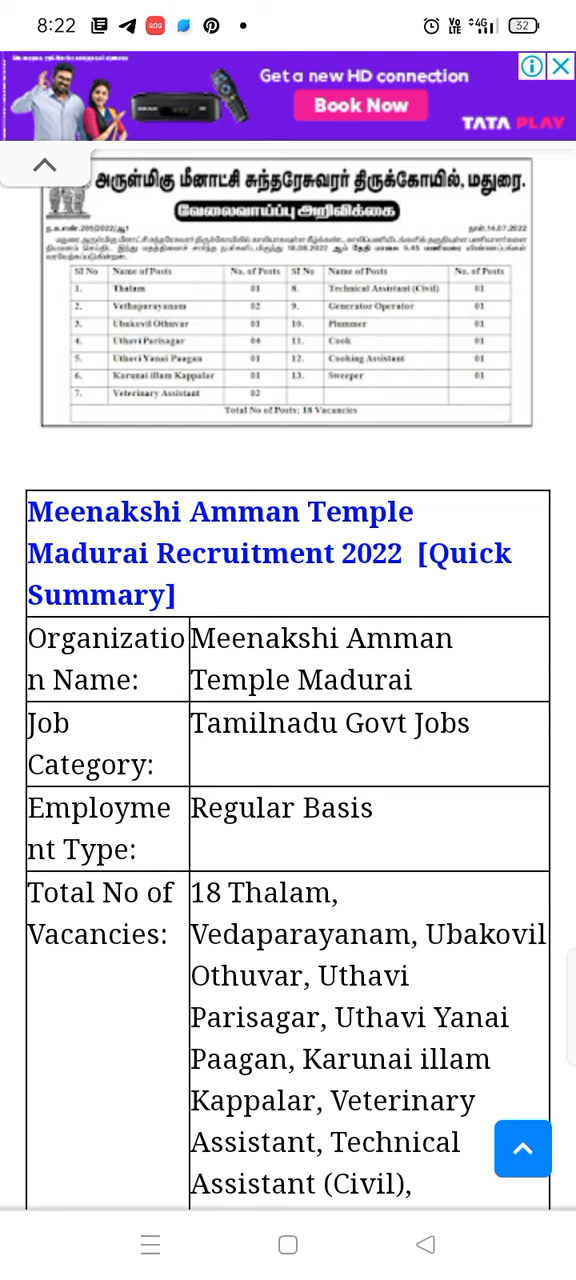 8:22
SOS
VoLTE 4G 32
Get a new HD connection
Book Now
TATA PLAY
அருள்மிகு மீனாட்சி சுந்தரேசுவரர் திருக்கோயில், மதுரை.
வேலைவாய்ப்பு அறிவிக்கை
Sl No Name of Posts No. of Posts Sl No Name of Posts No. of Posts
1. Thalam 01 8. Technical Assistant (Civil) 01
2. Vethaparayanam 02 9. Generator Operator 01
3. Ubakovil Othuvar 01 10. Plummer 01
4. Uthavi Parisagar 04 11. Cook 01
5. Uthavi Yanai Paagan 01 12. Cooking Assistant 01
6. Karunai illam Kappalar 01 13. Sweeper 01
7. Veterinary Assistant 02
Total No of Posts: 18 Vacancies
Meenakshi Amman Temple
Madurai Recruitment 2022 [Quick
Summary]
Organizatio Meenakshi Amman
n Name: Temple Madurai
Job Tamilnadu Govt Jobs
Category:
Employme Regular Basis
nt Type:
Total No of 18 Thalam,
Vacancies: Vedaparayanam, Ubakovil
Othuvar, Uthavi
Parisagar, Uthavi Yanai
Paagan, Karunai illam
Kappalar, Veterinary
Assistant, Technical
Assistant (Civil),